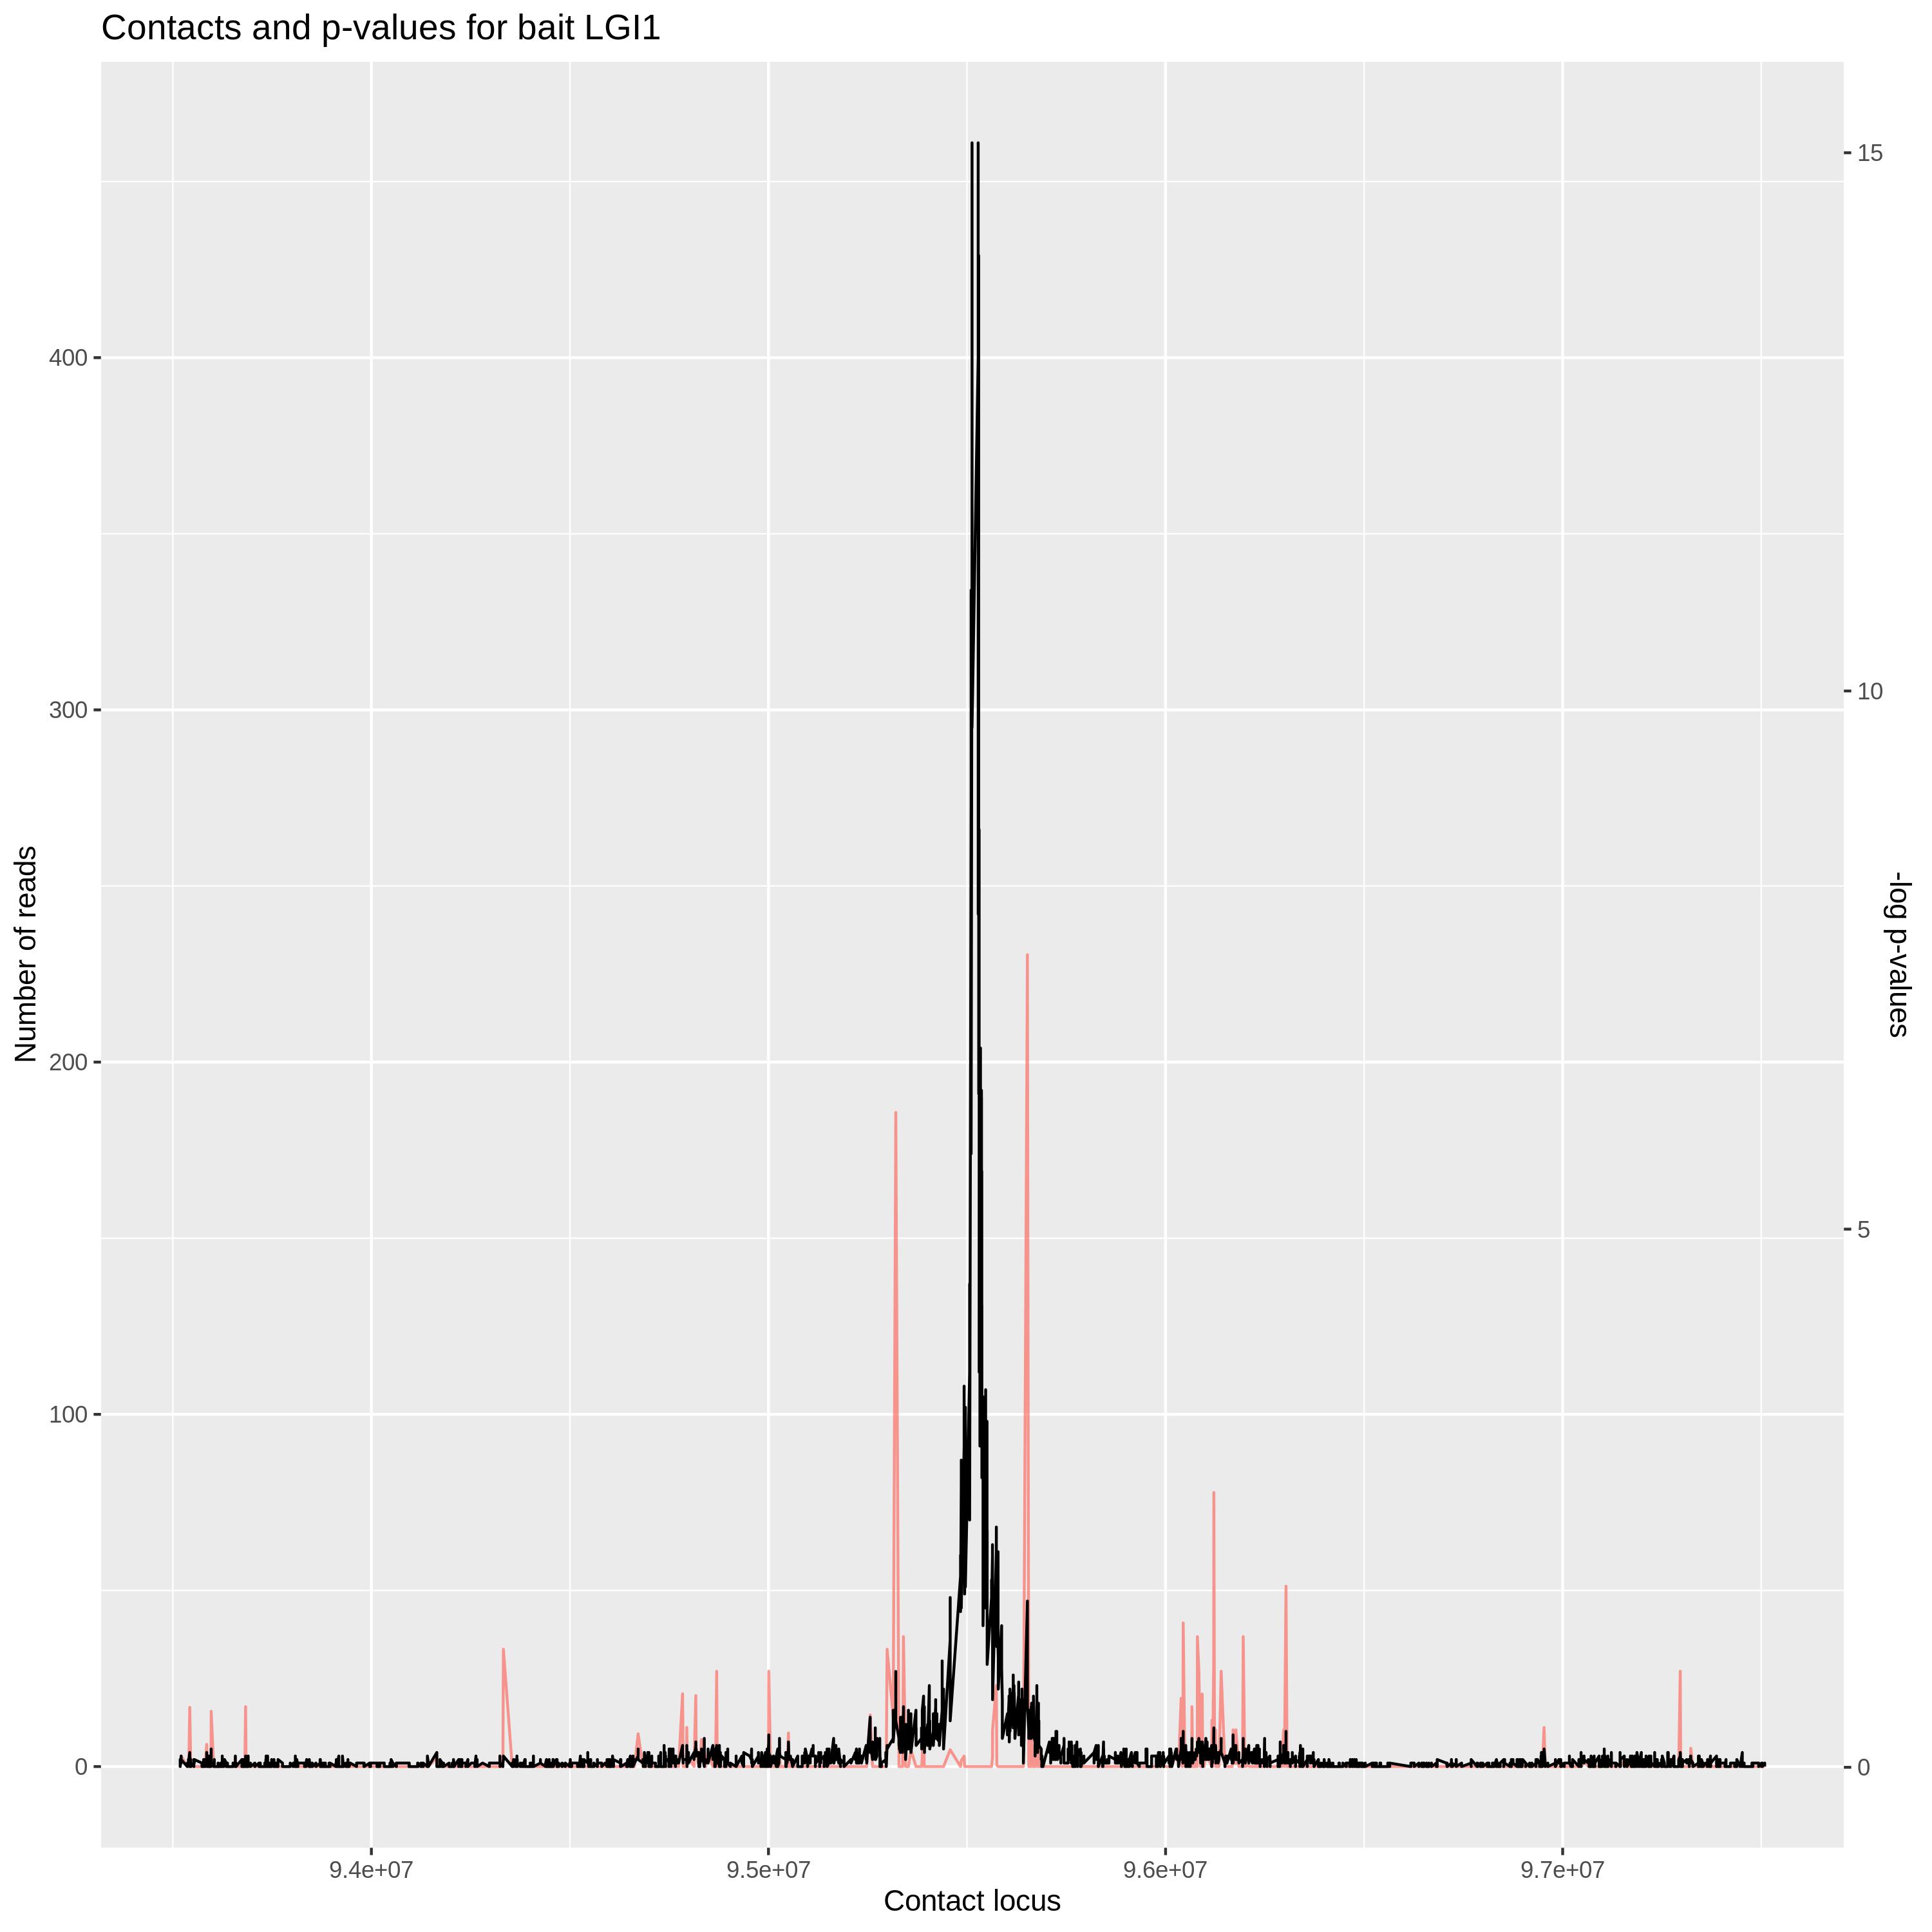 Contacts and p-values for bait LGI1
Number of reads
400
300
200
100
0
15
10
5
0
-log p-values
9.4e+07
9.5e+07
9.6e+07
9.7e+07
Contact locus